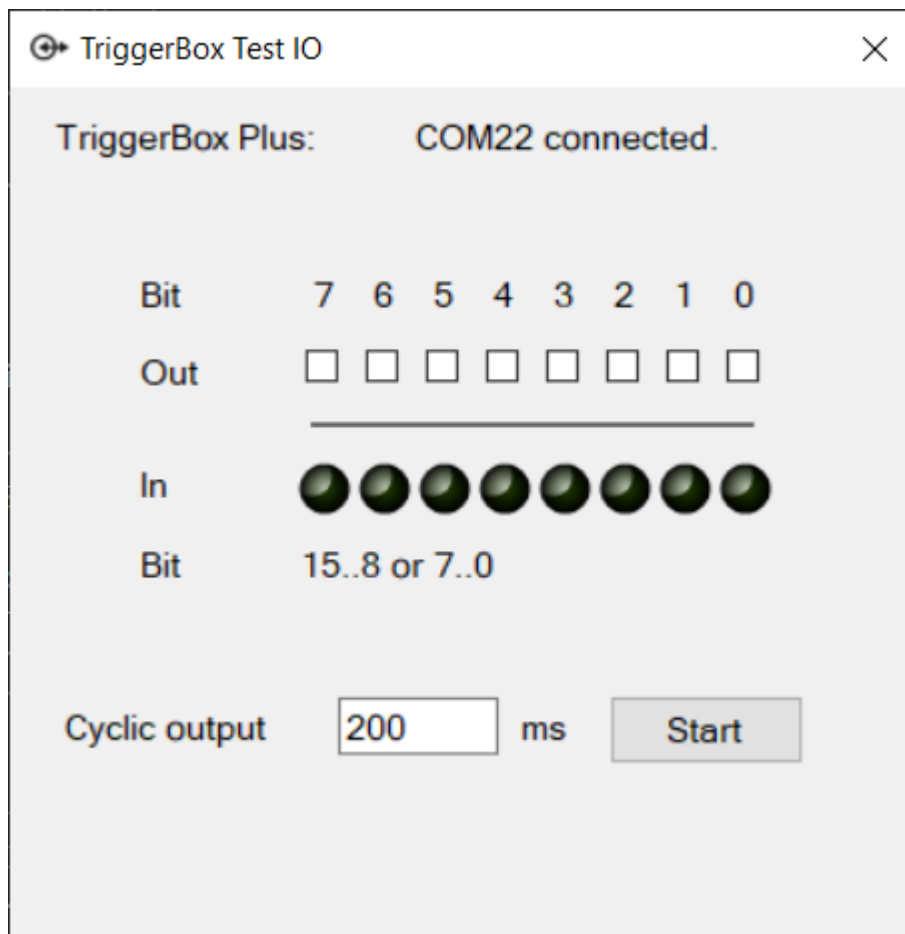 TriggerBox Test IO
TriggerBox Plus: COM22 connected.
Bit 7 6 5 4 3 2 1 0
Out
In
Bit 15..8 or 7..0
Cyclic output 200 ms Start